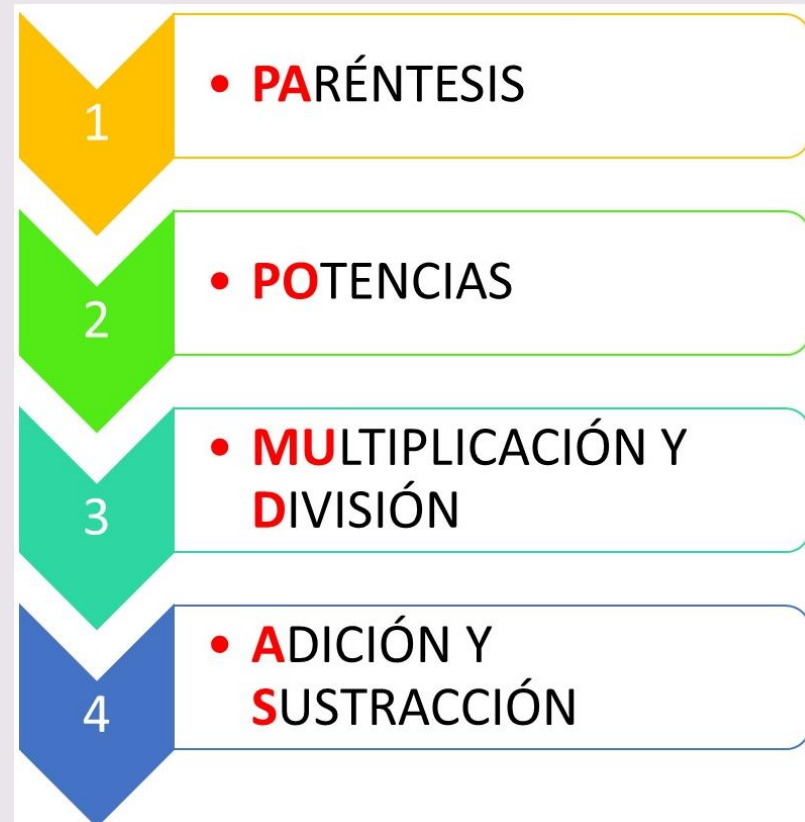 1
• PARÉNTESIS
2
• POTENCIAS
3
• MULTIPLICACIÓN Y
DIVISIÓN
4
• ADICIÓN Y
SUSTRACCIÓN